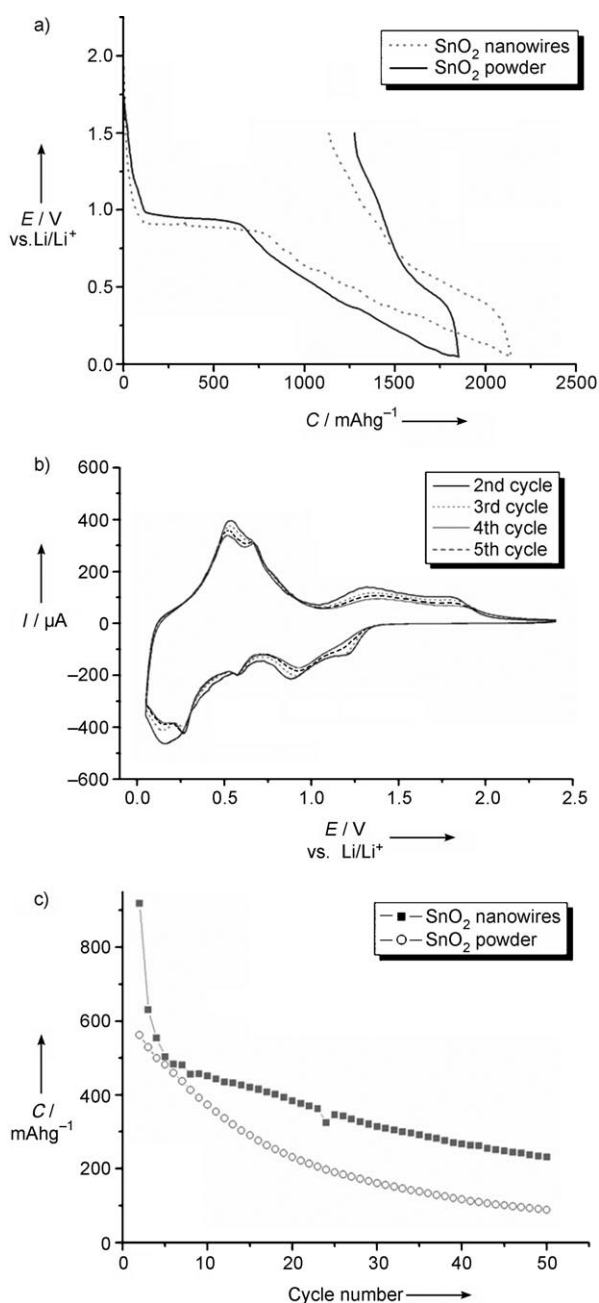 a)
SnO2 nanowires
SnO2 powder
2.0
1.5
1.0
0.5
0.0
E / V
vs.Li/Li+
0 500 1000 1500 2000 2500
C / mAhg–1
b)
2nd cycle
3rd cycle
4th cycle
5th cycle
600
400
200
0
–200
–400
–600
I / µA
0.0 0.5 1.0 1.5 2.0 2.5
E / V
vs. Li/Li+
c)
SnO2 nanowires
SnO2 powder
800
600
400
200
0
C /
mAhg–1
0 10 20 30 40 50
Cycle number